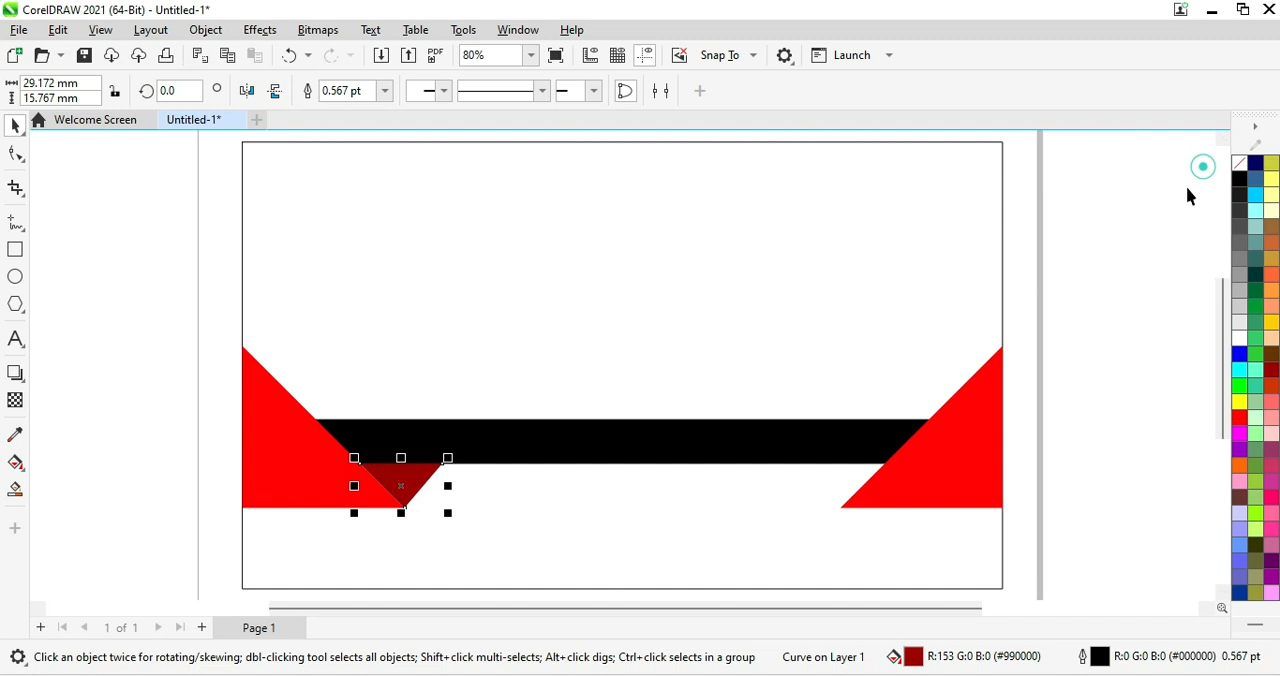 CorelDRAW 2021 (64-Bit) - Untitled-1*
File Edit View Layout Object Effects Bitmaps Text Table Tools Window Help
PDF 80% Snap To Launch
29.172 mm
15.767 mm
0.0
0.567 pt
Welcome Screen Untitled-1*
1 of 1 Page 1
Click an object twice for rotating/skewing; dbl-clicking tool selects all objects; Shift+click multi-selects; Alt+click digs; Ctrl+click selects in a group Curve on Layer 1 R:153 G:0 B:0 (#990000) R:0 G:0 B:0 (#000000) 0.567 pt